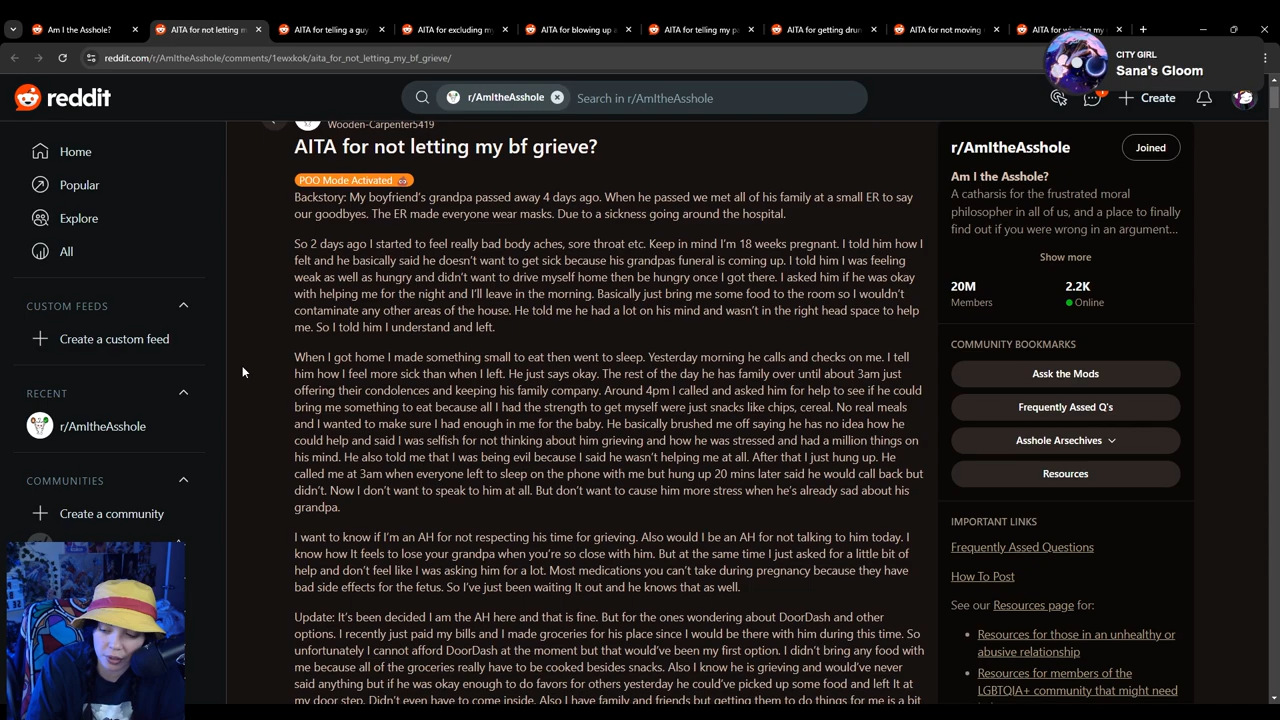 Am I the Asshole?
AITA for not letting m
AITA for telling a guy
AITA for excluding my
AITA for blowing up a
AITA for telling my pa
AITA for getting drun
AITA for not moving
reddit.com/r/AmItheAsshole/comments/1ewxkok/aita_for_not_letting_my_bf_grieve/
CITY GIRL
Sana's Gloom
reddit
r/AmItheAsshole
Search in r/AmItheAsshole
Create
Home
Popular
Explore
All
CUSTOM FEEDS
Create a custom feed
RECENT
r/AmItheAsshole
COMMUNITIES
Create a community
Wooden-Carpenter5419
AITA for not letting my bf grieve?
POO Mode Activated 💩
Backstory: My boyfriend's grandpa passed away 4 days ago. When he passed we met all of his family at a small ER to say
our goodbyes. The ER made everyone wear masks. Due to a sickness going around the hospital.
So 2 days ago I started to feel really bad body aches, sore throat etc. Keep in mind I'm 18 weeks pregnant. I told him how I
felt and he basically said he doesn't want to get sick because his grandpas funeral is coming up. I told him I was feeling
weak as well as hungry and didn't want to drive myself home then be hungry once I got there. I asked him if he was okay
with helping me for the night and I'll leave in the morning. Basically just bring me some food to the room so I wouldn't
contaminate any other areas of the house. He told me he had a lot on his mind and wasn't in the right head space to help
me. So I told him I understand and left.
When I got home I made something small to eat then went to sleep. Yesterday morning he calls and checks on me. I tell
him how I feel more sick than when I left. He just says okay. The rest of the day he has family over until about 3am just
offering their condolences and keeping his family company. Around 4pm I called and asked him for help to see if he could
bring me something to eat because all I had the strength to get myself were just snacks like chips, cereal. No real meals
and I wanted to make sure I had enough in me for the baby. He basically brushed me off saying he has no idea how he
could help and said I was selfish for not thinking about him grieving and how he was stressed and had a million things on
his mind. He also told me that I was being evil because I said he wasn't helping me at all. After that I just hung up. He
called me at 3am when everyone left to sleep on the phone with me but hung up 20 mins later said he would call back but
didn't. Now I don't want to speak to him at all. But don't want to cause him more stress when he's already sad about his
grandpa.
I want to know if I'm an AH for not respecting his time for grieving. Also would I be an AH for not talking to him today. I
know how It feels to lose your grandpa when you're so close with him. But at the same time I just asked for a little bit of
help and don't feel like I was asking him for a lot. Most medications you can't take during pregnancy because they have
bad side effects for the fetus. So I've just been waiting It out and he knows that as well.
Update: It's been decided I am the AH here and that is fine. But for the ones wondering about DoorDash and other
options. I recently just paid my bills and I made groceries for his place since I would be there with him during this time. So
unfortunately I cannot afford DoorDash at the moment but that would've been my first option. I didn't bring any food with
me because all of the groceries really have to be cooked besides snacks. Also I know he is grieving and would've never
said anything but if he was okay enough to do favors for others yesterday he could've picked up some food and left It at
my door step. Didn't even have to come inside. Also I have family and friends but getting them to do things for me is a bit
r/AmItheAsshole
Joined
Am I the Asshole?
A catharsis for the frustrated moral
philosopher in all of us, and a place to finally
find out if you were wrong in an argument...
Show more
20M
2.2K
Members
Online
COMMUNITY BOOKMARKS
Assk the Mods
Frequently Assed Q's
Asshole Arsechives
Resources
IMPORTANT LINKS
Frequently Assed Questions
How To Post
See our Resources page for:
Resources for those in an unhealthy or
abusive relationship
Resources for members of the
LGBTQIA+ community that might need